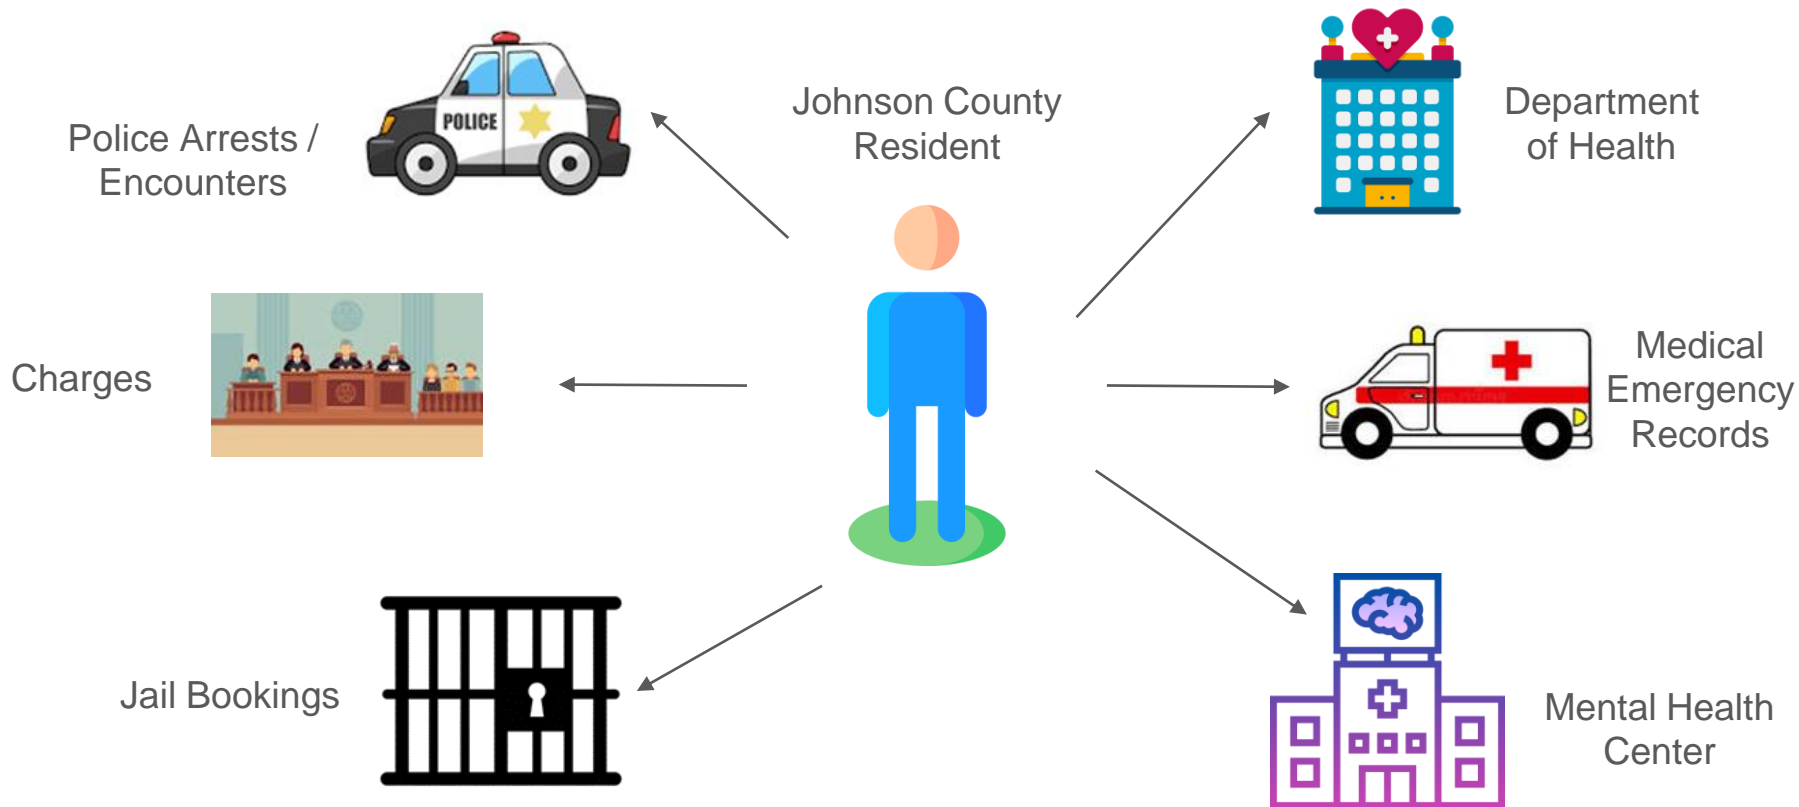 Johnson County
Resident
Police Arrests /
Encounters
POLICE
Department
of Health
Charges
Medical
Emergency
Records
Jail Bookings
Mental Health
Center